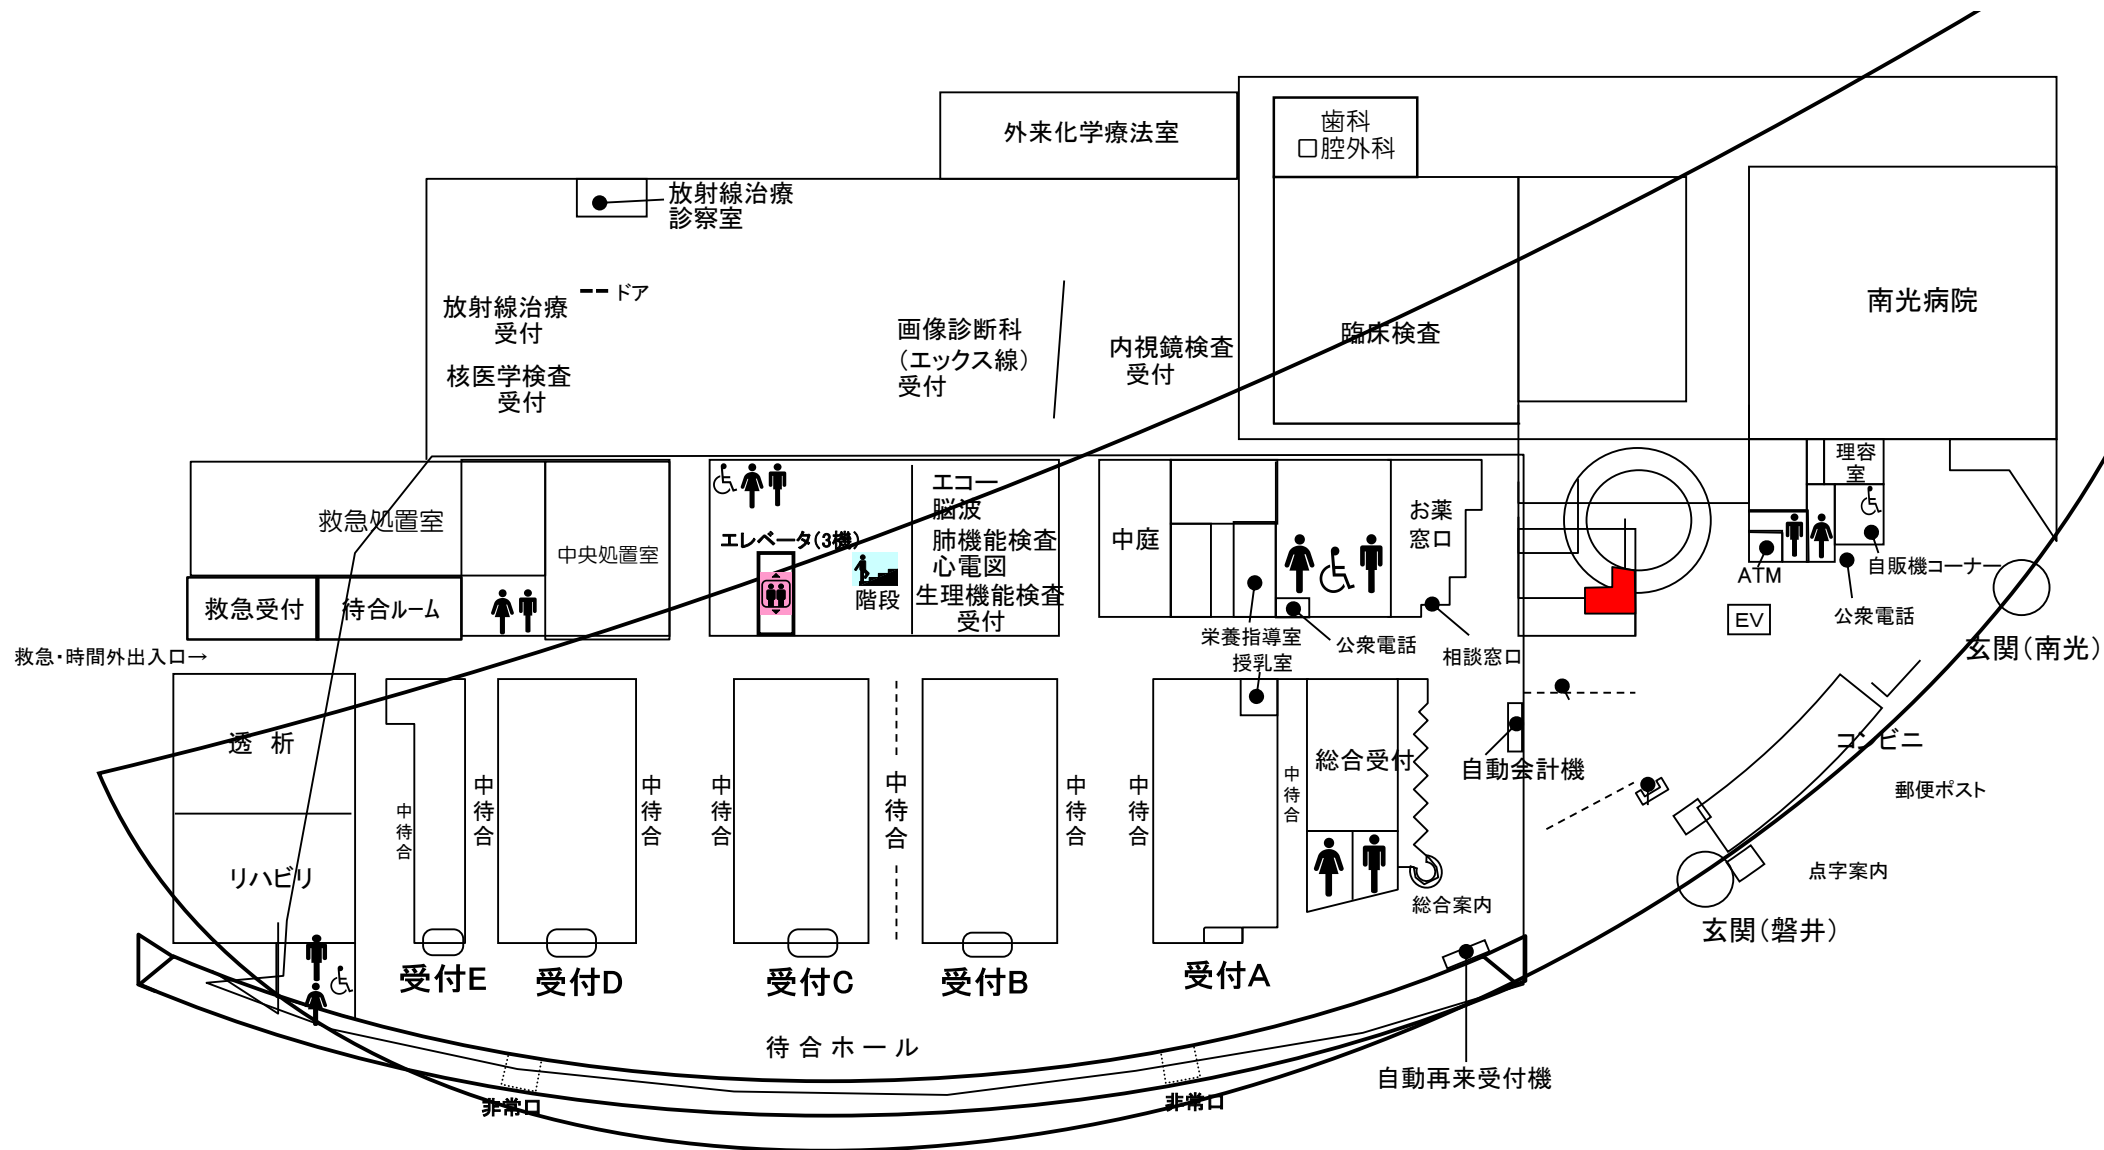 外来化学療法室
歯科
口腔外科
放射線治療
診察室
ドア
放射線治療
受付
核医学検査
受付
画像診断科
（エックス線）
受付
内視鏡検査
受付
臨床検査
南光病院
救急処置室
中央処置室
救急受付
待合ルーム
救急・時間外出入口→
エレベータ(3機)
階段
エコー
脳波
肺機能検査
心電図
生理機能検査
受付
中庭
お薬
窓口
栄養指導室
授乳室
公衆電話
相談窓口
理容
室
ATM
自販機コーナー
公衆電話
EV
玄関（南光）
透 析
リハビリ
中待合
中待合
中待合
中待合
中待合
中待合
中待合
中待合
総合受付
自動会計機
コンビニ
郵便ポスト
点字案内
玄関（磐井）
総合案内
受付E
受付D
受付C
受付B
受付A
待合ホール
自動再来受付機
非常口
非常口